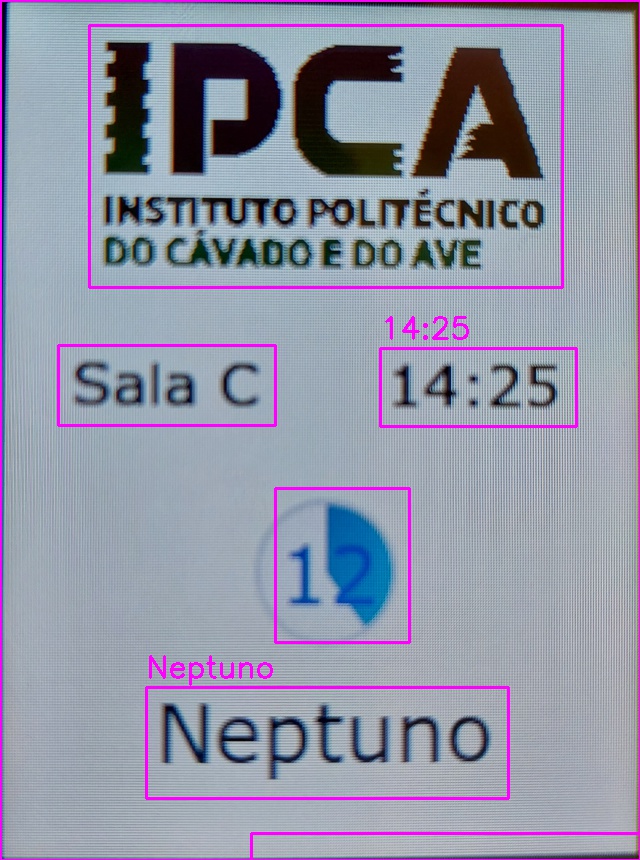 IPCA
INSTITUTO POLITÉCNICO
DO CÁVADO E DO AVE
14:25
Sala C 14:25
12
Neptuno
Neptuno